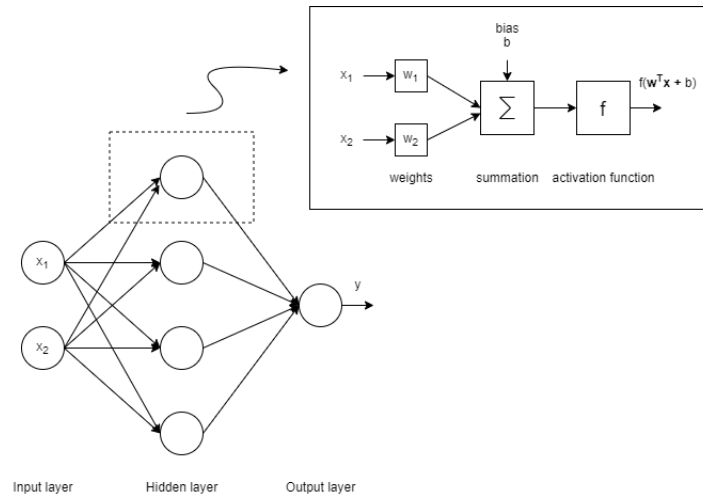 bias
b
x₁
w₁
f(wᵀx + b)
∑
f
x₂
w₂
weights
summation
activation function
x₁
x₂
y
Input layer
Hidden layer
Output layer